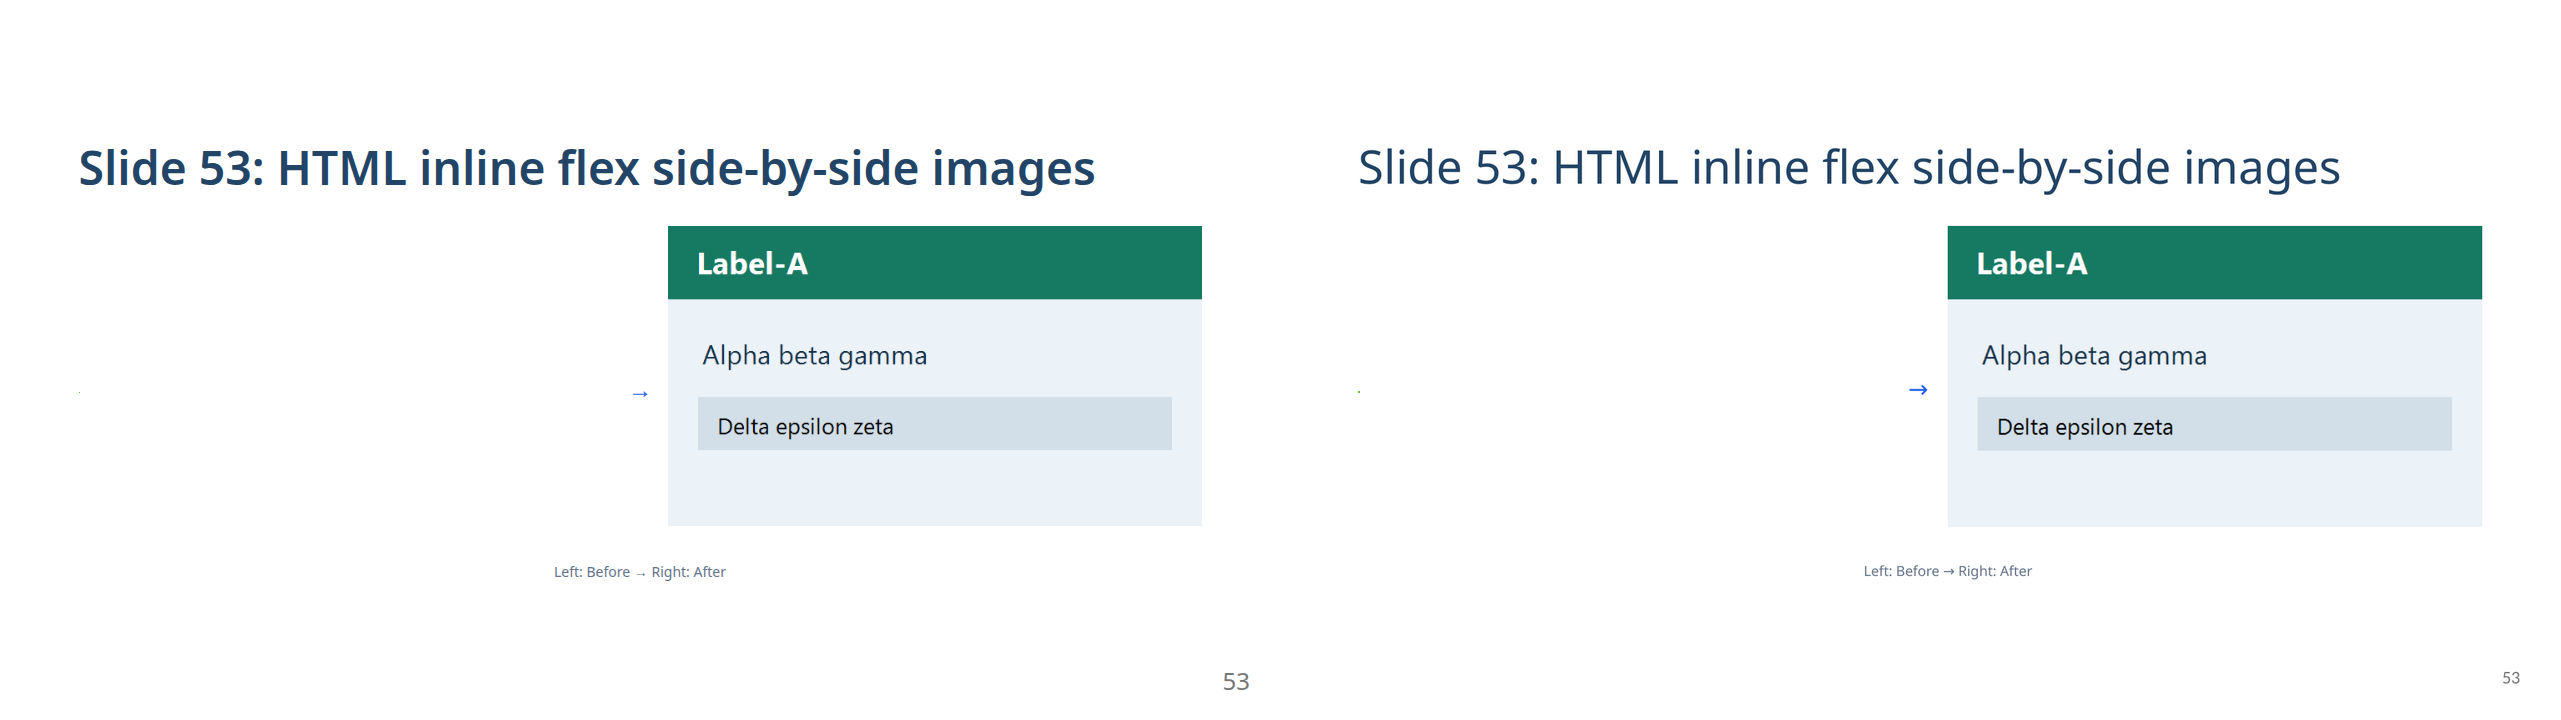 Slide 53: HTML inline flex side-by-side images
Label-A
Alpha beta gamma
→
Delta epsilon zeta
Left: Before → Right: After
53
Slide 53: HTML inline flex side-by-side images
Label-A
Alpha beta gamma
→
Delta epsilon zeta
Left: Before → Right: After
53